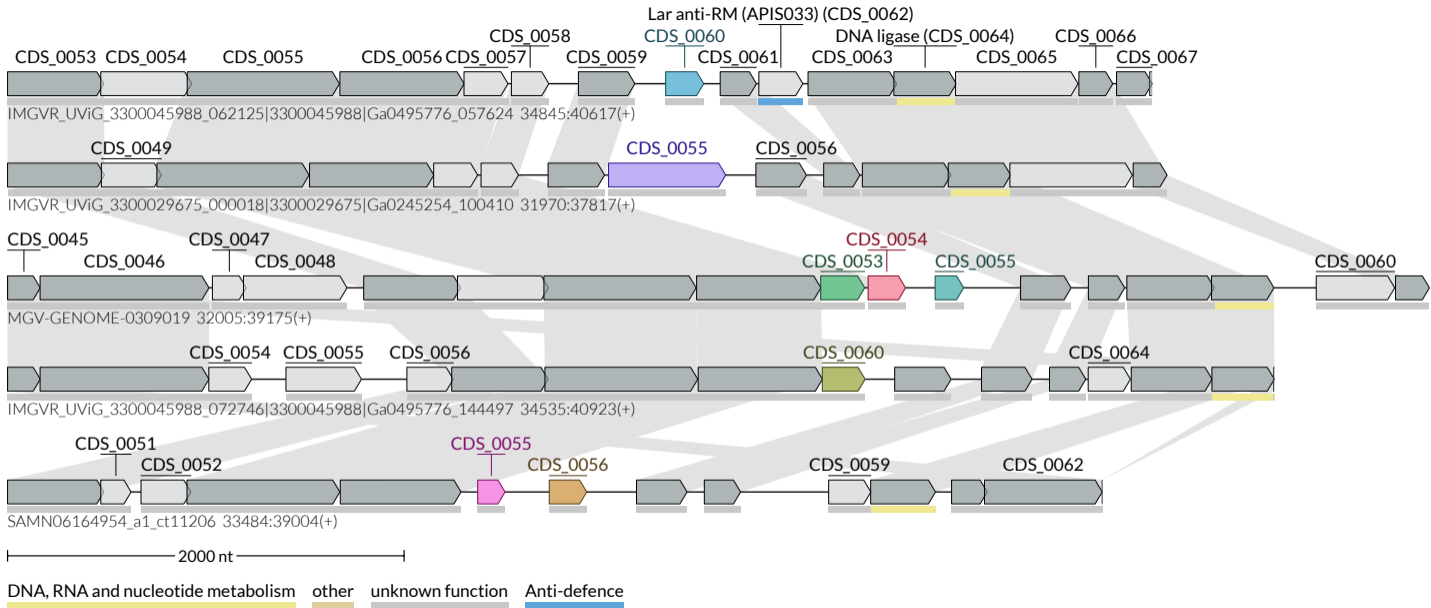 Lar anti-RM (APIS033) (CDS_0062)
CDS_0058 CDS_0060 DNA ligase (CDS_0064) CDS_0066
CDS_0053 CDS_0054 CDS_0055 CDS_0056 CDS_0057 CDS_0059 CDS_0061 CDS_0063 CDS_0065 CDS_0067
IMGVR_UViG_3300045988_062125|3300045988|Ga0495776_057624 34845:40617(+)
CDS_0049 CDS_0055 CDS_0056
IMGVR_UViG_3300029675_000018|3300029675|Ga0245254_100410 31970:37817(+)
CDS_0045 CDS_0047 CDS_0054
CDS_0046 CDS_0048 CDS_0053 CDS_0055 CDS_0060
MGV-GENOME-0309019 32005:39175(+)
CDS_0054 CDS_0055 CDS_0056 CDS_0060 CDS_0064
IMGVR_UViG_3300045988_072746|3300045988|Ga0495776_144497 34535:40923(+)
CDS_0051 CDS_0055
CDS_0052 CDS_0056 CDS_0059 CDS_0062
SAMN06164954_a1_ct11206 33484:39004(+)
2000 nt
DNA, RNA and nucleotide metabolism other unknown function Anti-defence